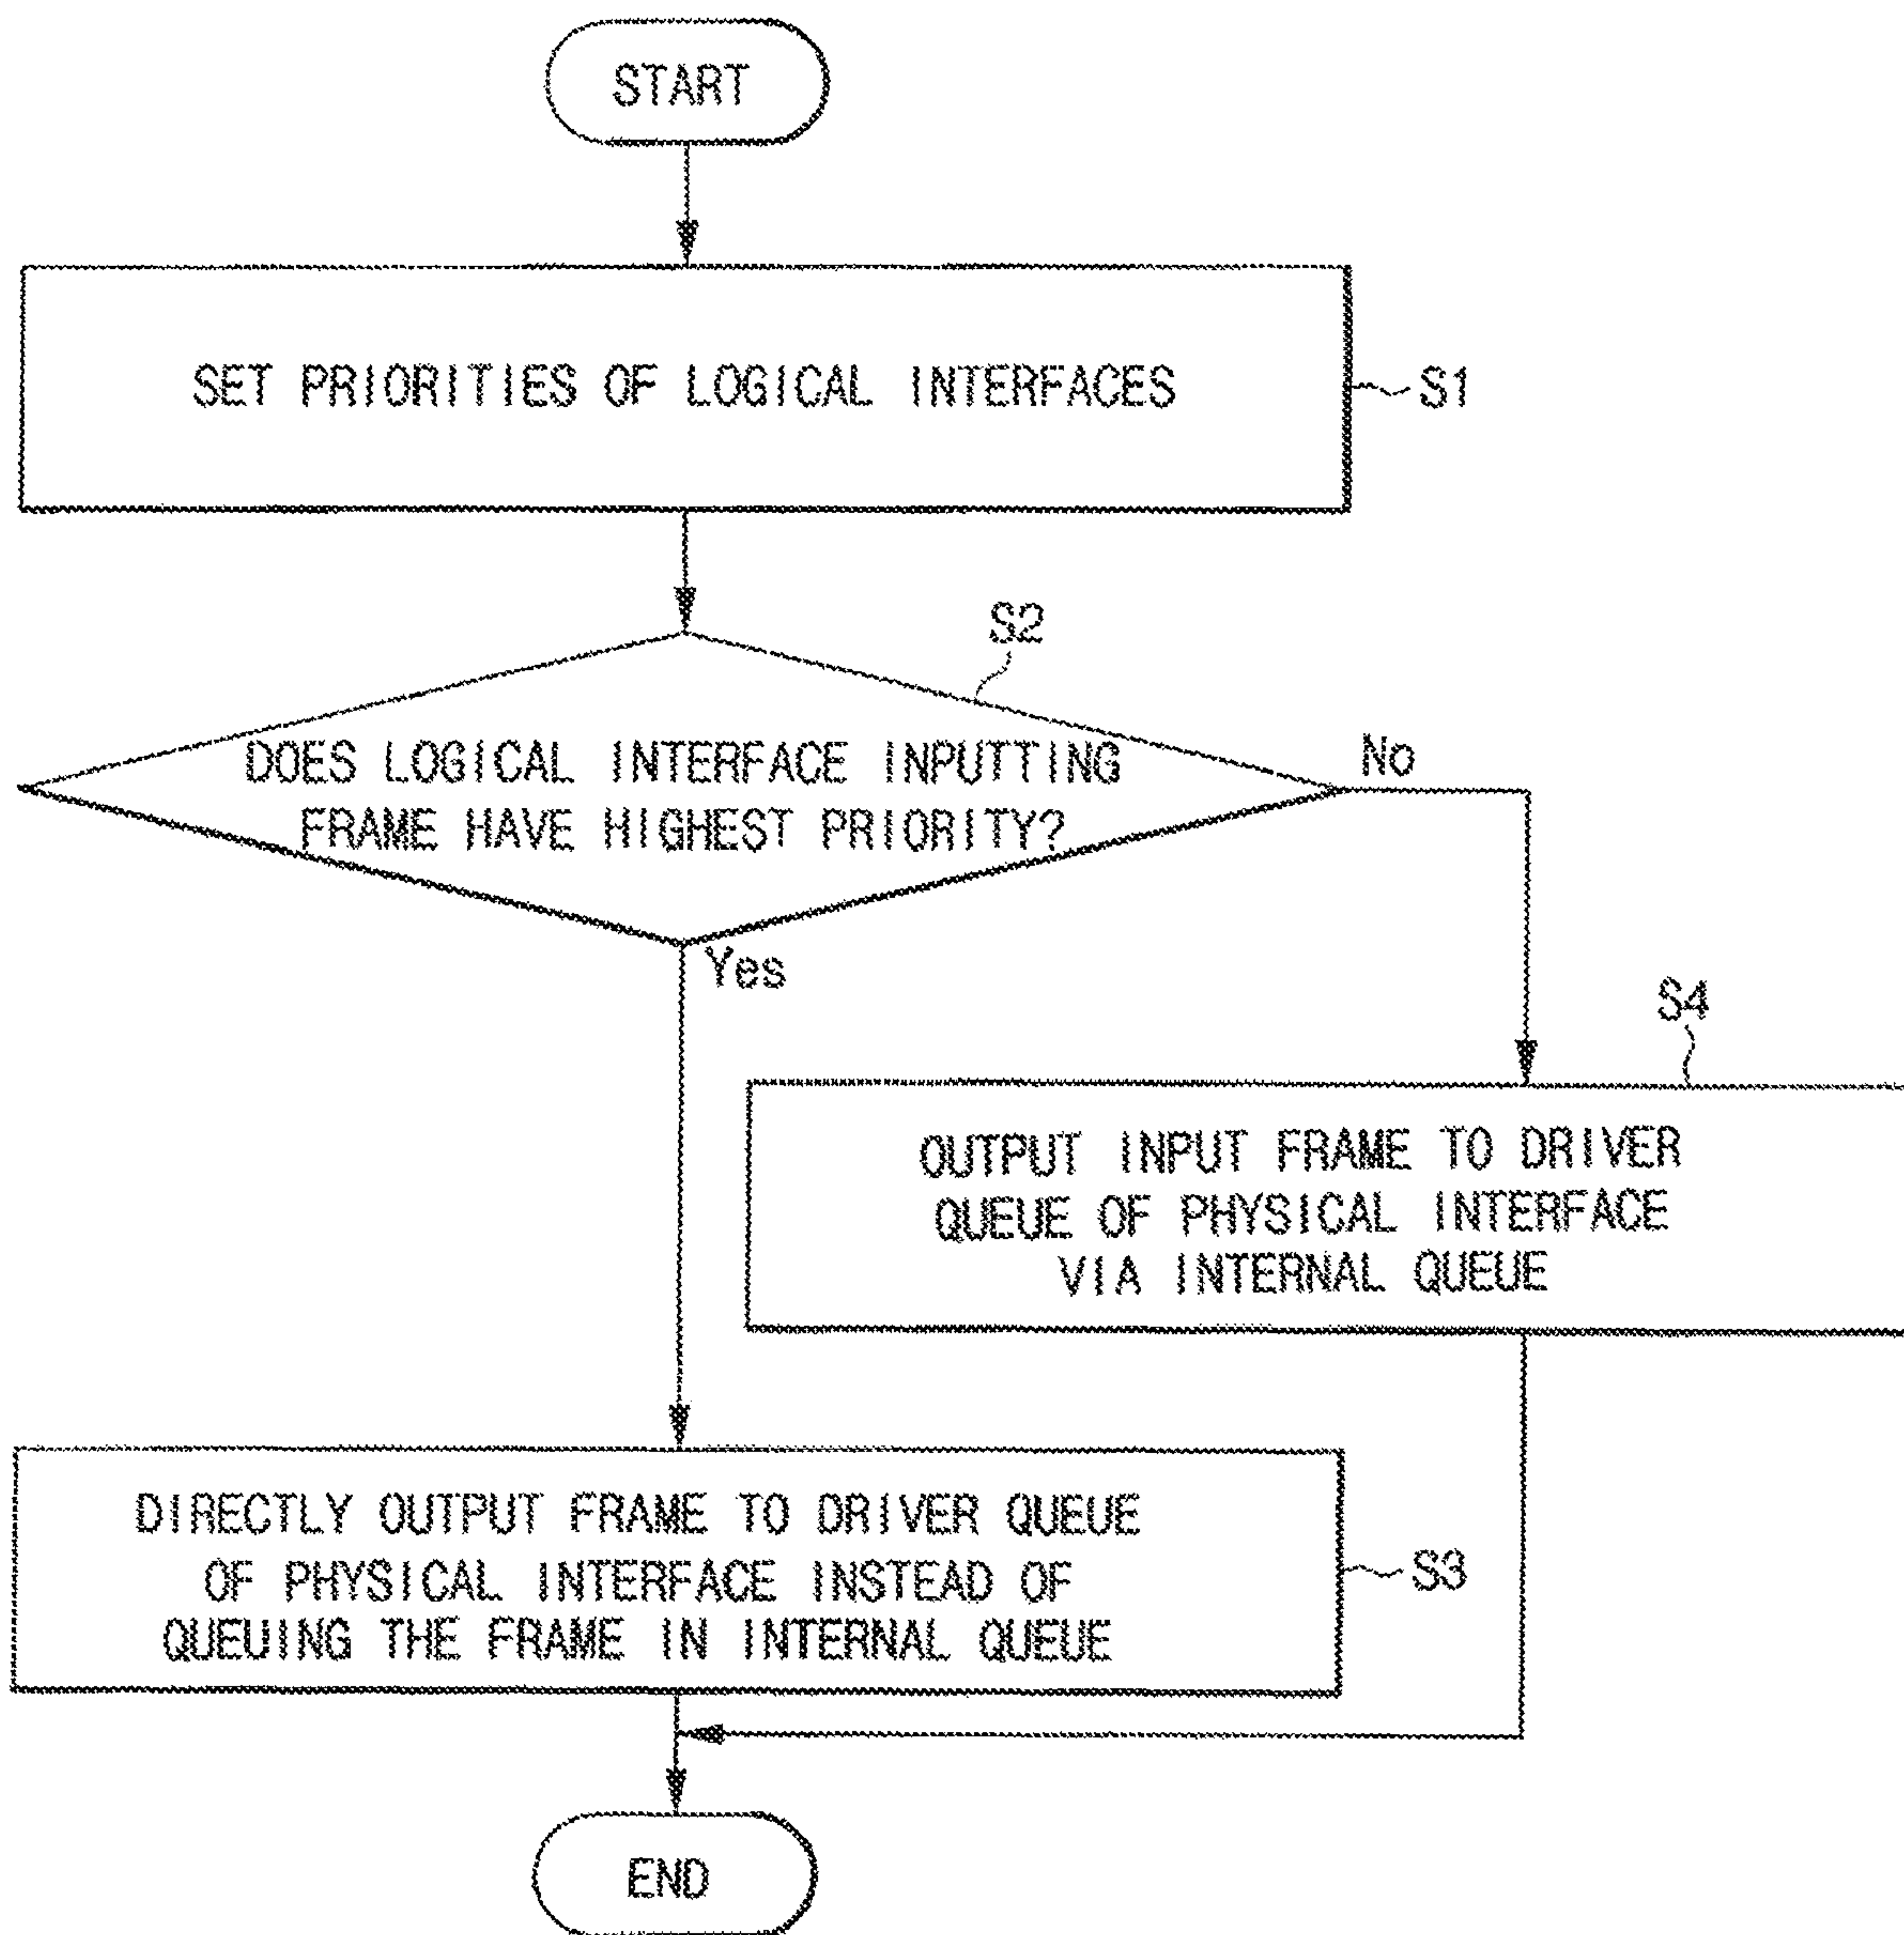 START
SET PRIORITIES OF LOGICAL INTERFACES
S1
S2
DOES LOGICAL INTERFACE INPUTTING
FRAME HAVE HIGHEST PRIORITY?
No
Yes
S4
OUTPUT INPUT FRAME TO DRIVER
QUEUE OF PHYSICAL INTERFACE
VIA INTERNAL QUEUE
DIRECTLY OUTPUT FRAME TO DRIVER QUEUE
OF PHYSICAL INTERFACE INSTEAD OF
QUEUING THE FRAME IN INTERNAL QUEUE
S3
END